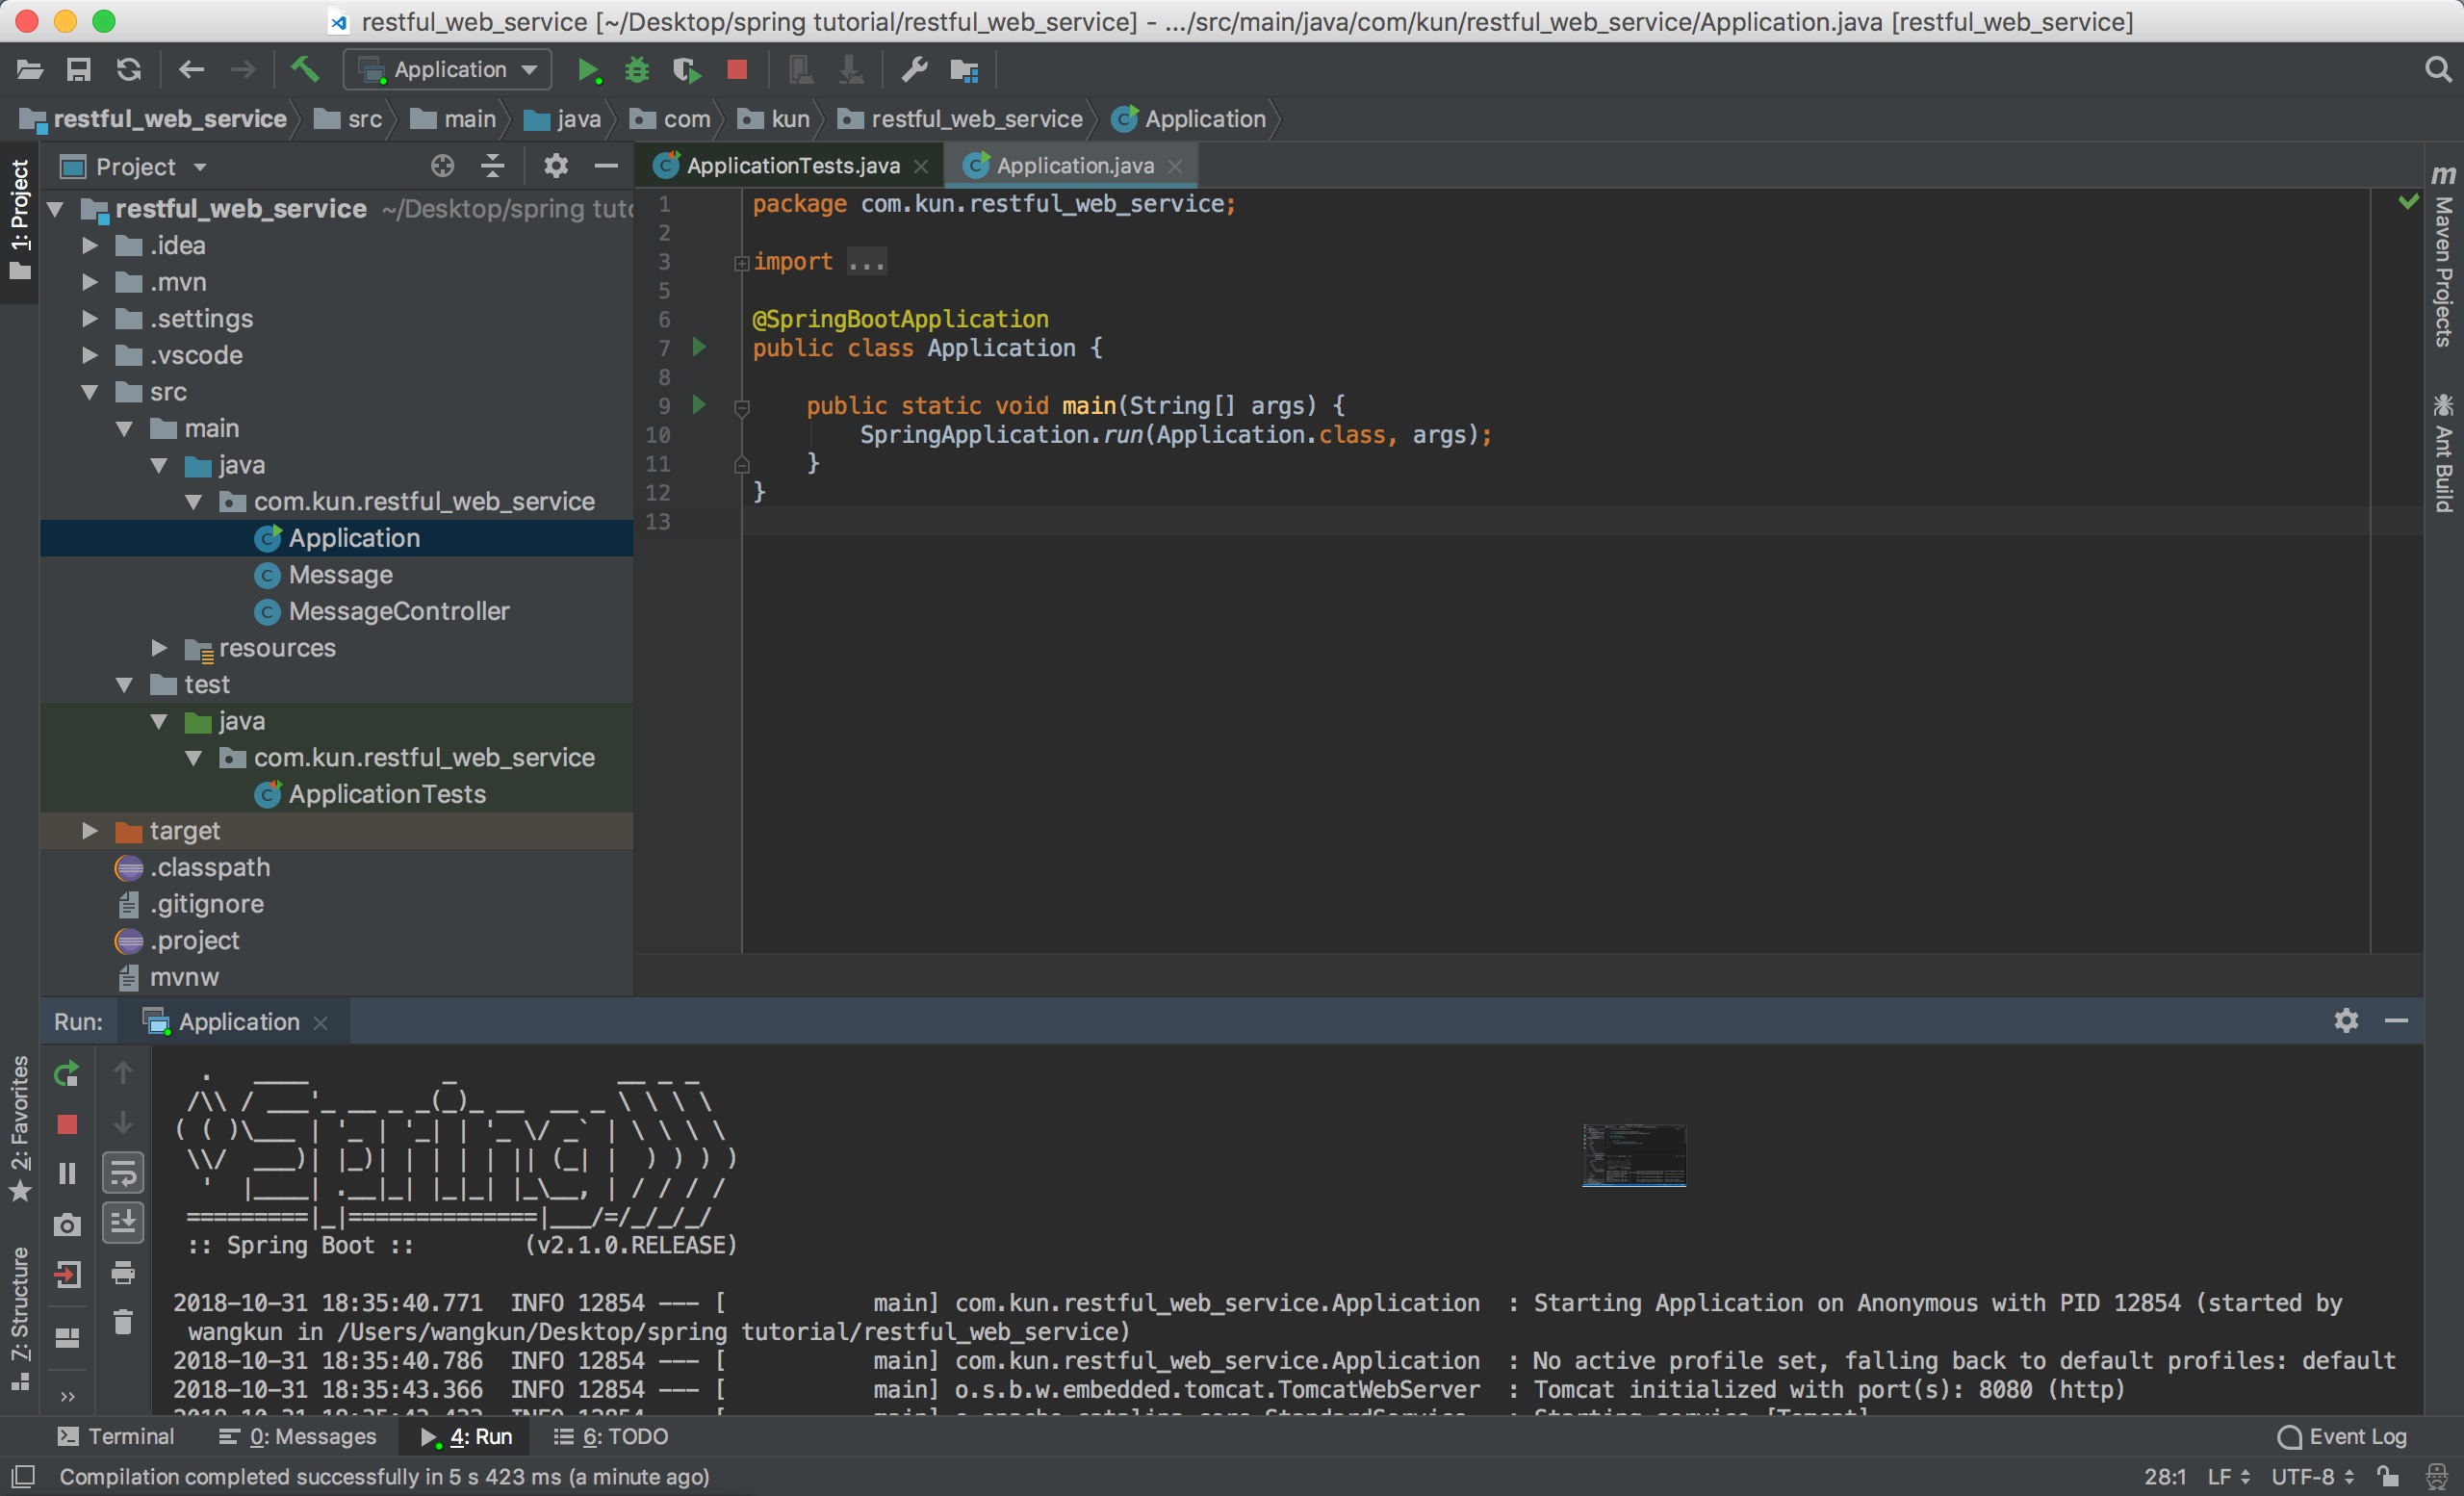 restful_web_service [~/Desktop/spring tutorial/restful_web_service] - .../src/main/java/com/kun/restful_web_service/Application.java [restful_web_service]
Application
restful_web_service src main java com kun restful_web_service Application
1: Project
Project
ApplicationTests.java
Application.java
restful_web_service ~/Desktop/spring tuto
.idea
.mvn
.settings
.vscode
src
main
java
com.kun.restful_web_service
Application
Message
MessageController
resources
test
java
com.kun.restful_web_service
ApplicationTests
target
.classpath
.gitignore
.project
mvnw
1 package com.kun.restful_web_service;
2
3 import ...
5
6 @SpringBootApplication
7 public class Application {
8
9 public static void main(String[] args) {
10 SpringApplication.run(Application.class, args);
11 }
12 }
13
m Maven Projects
Ant Build
Run: Application
2: Favorites
7: Structure
  .   ____          _            __ _ _
 /\\ / ___'_ __ _ _(_)_ __  __ _ \ \ \ \
( ( )\___ | '_ | '_| | '_ \/ _` | \ \ \ \
 \\/  ___)| |_)| | | | | || (_| |  ) ) ) )
  '  |____| .__|_| |_|_| |_\__, | / / / /
 =========|_|==============|___/=/_/_/_/
:: Spring Boot :: (v2.1.0.RELEASE)
2018-10-31 18:35:40.771 INFO 12854 --- [ main] com.kun.restful_web_service.Application : Starting Application on Anonymous with PID 12854 (started by
wangkun in /Users/wangkun/Desktop/spring tutorial/restful_web_service)
2018-10-31 18:35:40.786 INFO 12854 --- [ main] com.kun.restful_web_service.Application : No active profile set, falling back to default profiles: default
2018-10-31 18:35:43.366 INFO 12854 --- [ main] o.s.b.w.embedded.tomcat.TomcatWebServer : Tomcat initialized with port(s): 8080 (http)
Terminal
0: Messages
4: Run
6: TODO
Event Log
Compilation completed successfully in 5 s 423 ms (a minute ago)
28:1 LF UTF-8